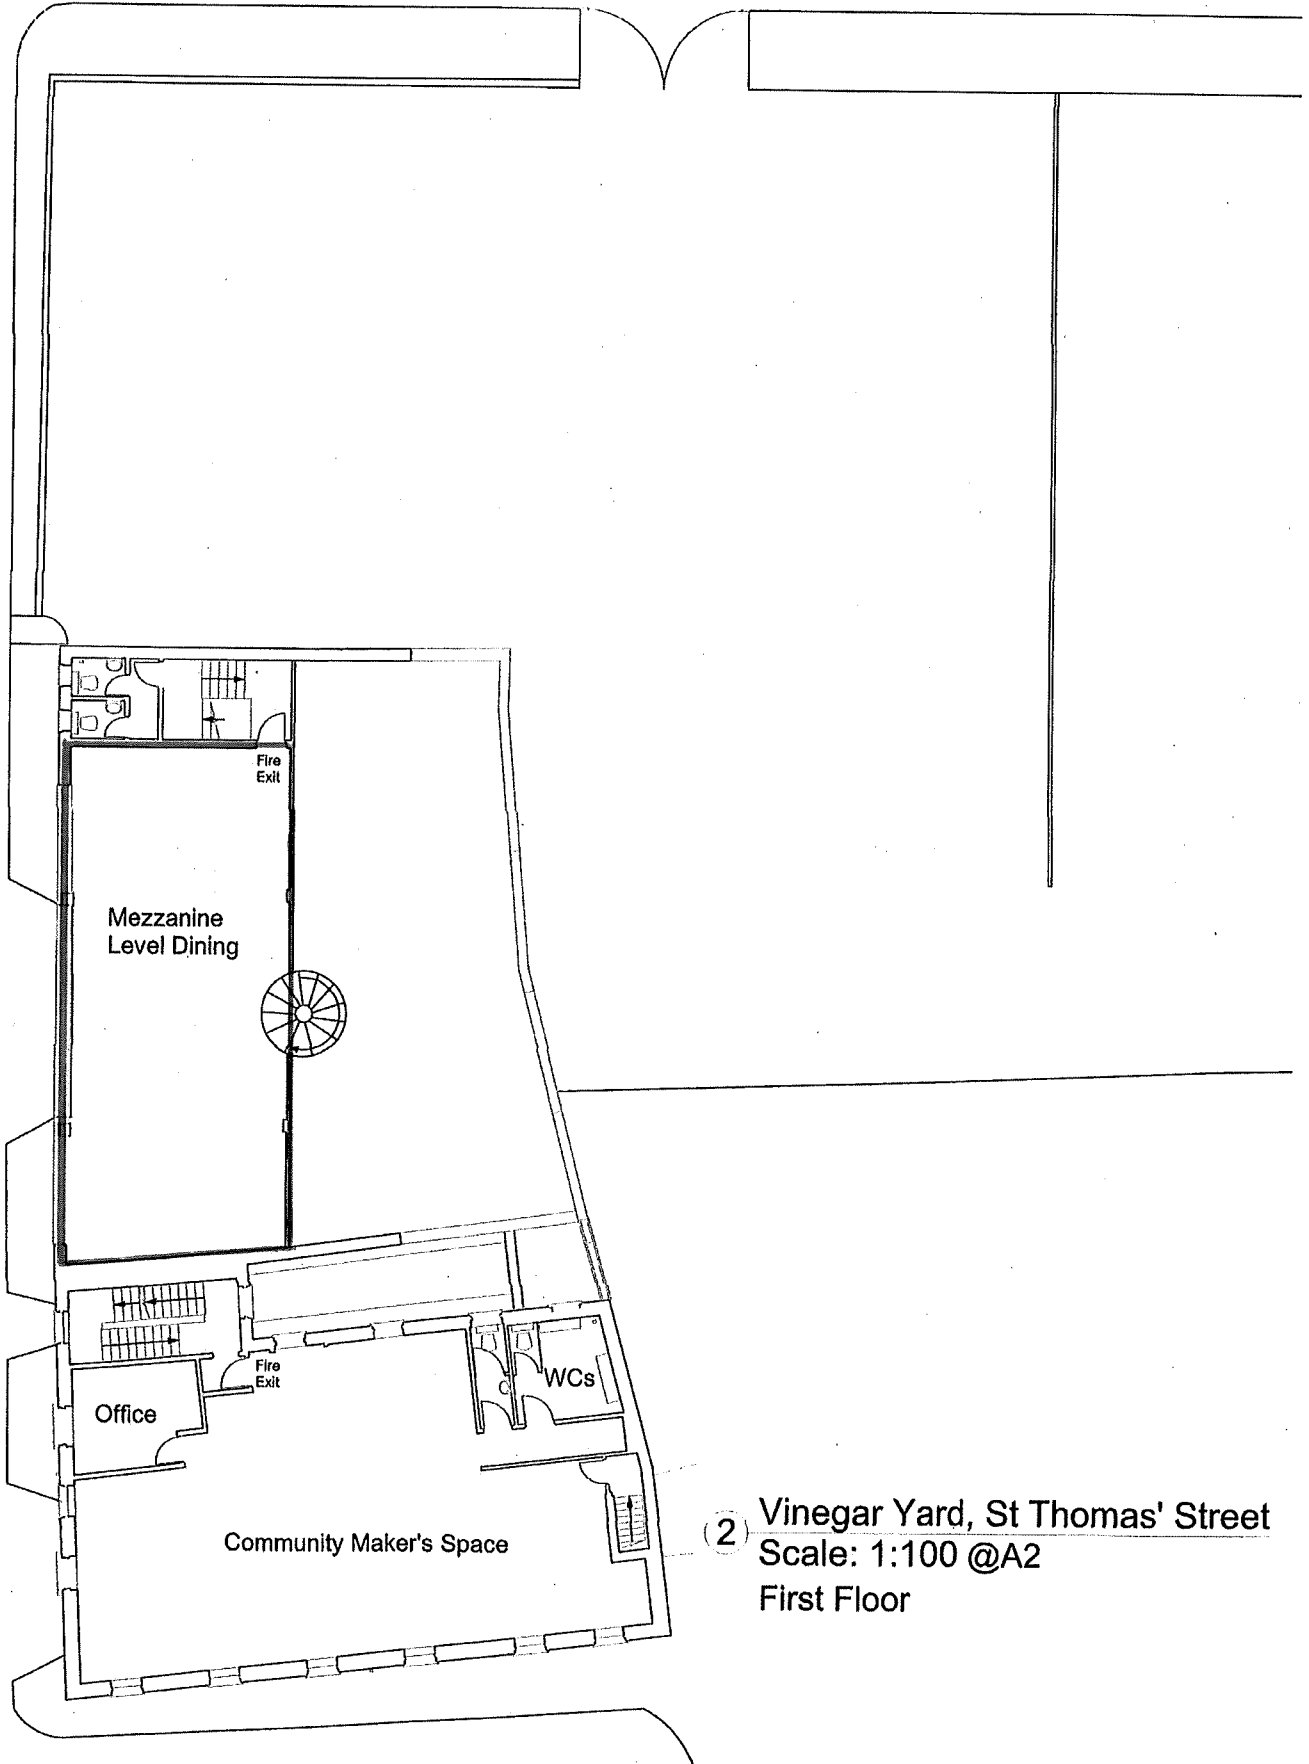 Fire
Exit
Mezzanine
Level Dining
Fire
Exit
WCs
Office
Community Maker's Space
2
Vinegar Yard, St Thomas' Street
Scale: 1:100 @A2
First Floor